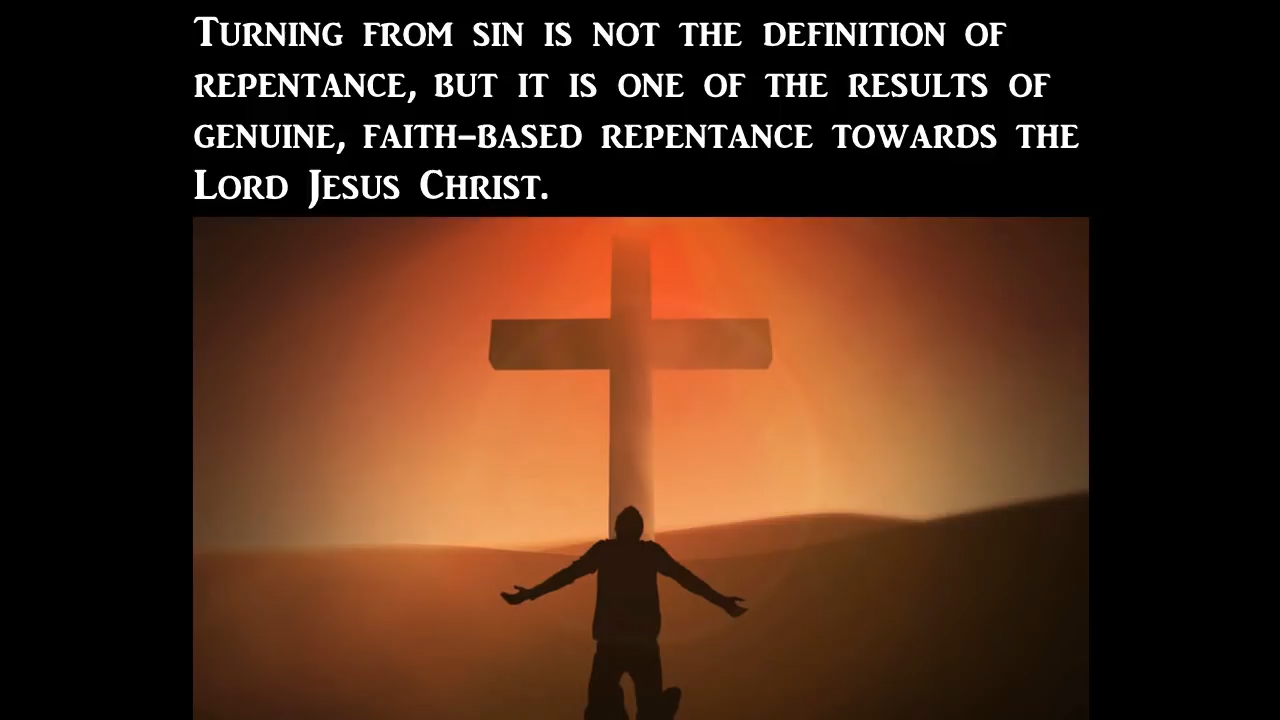 Turning from sin is not the definition of
repentance, but it is one of the results of
genuine, faith-based repentance towards the
Lord Jesus Christ.